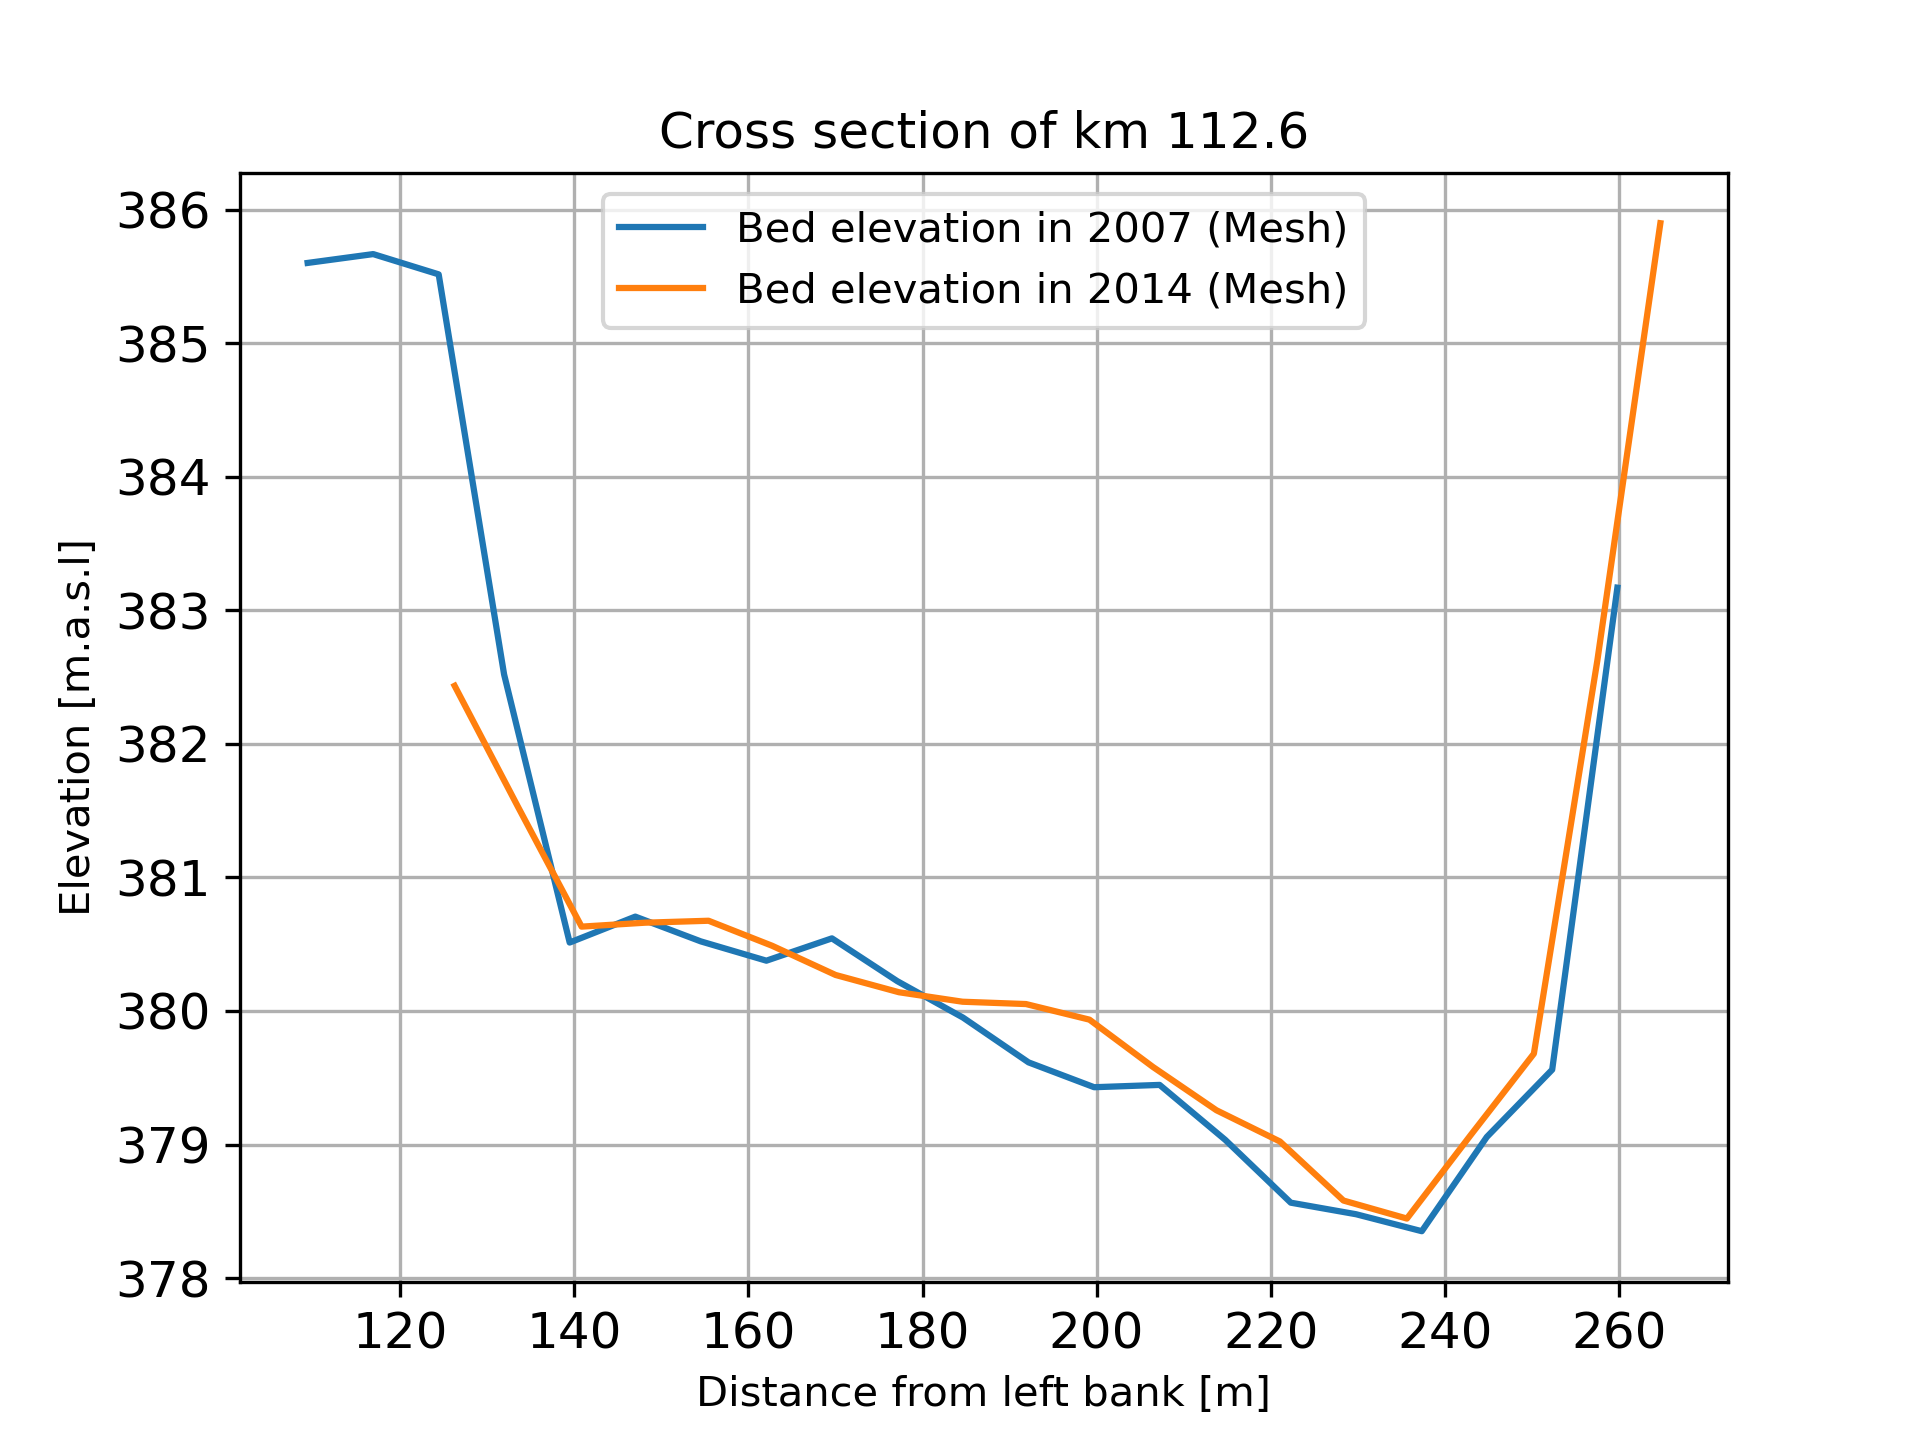 Cross section of km 112.6
Bed elevation in 2007 (Mesh)
Bed elevation in 2014 (Mesh)
386
385
384
383
382
381
380
379
378
Elevation [m.a.s.l]
120 140 160 180 200 220 240 260
Distance from left bank [m]